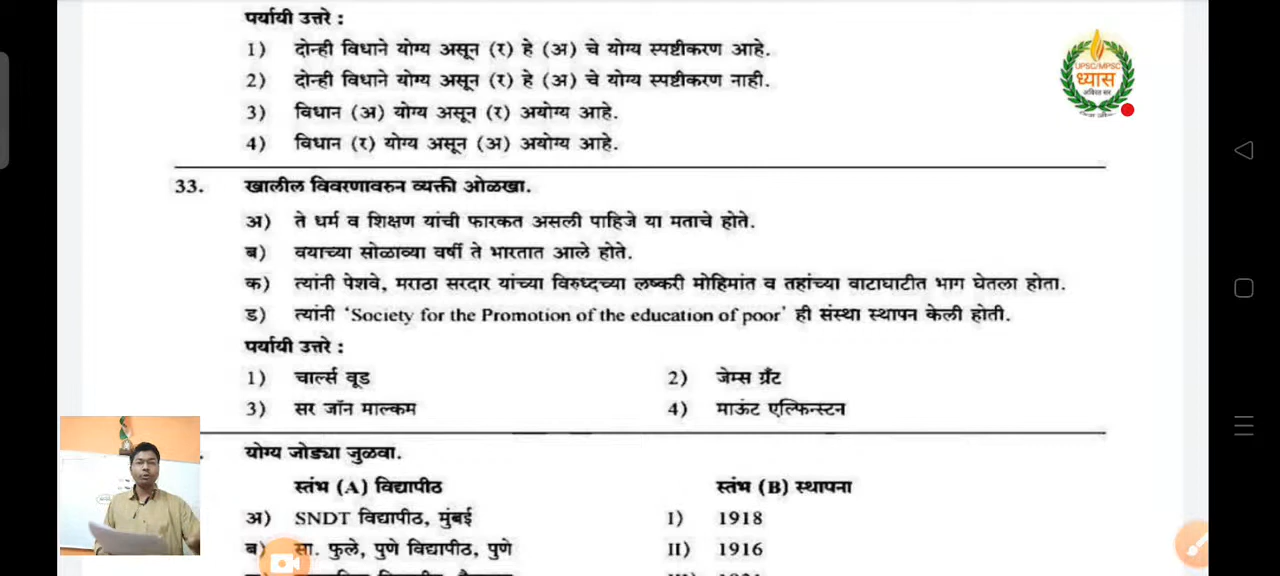 पर्यायी उत्तरे :
1) दोन्ही विधाने योग्य असून (र) हे (अ) चे योग्य स्पष्टीकरण आहे.
2) दोन्ही विधाने योग्य असून (र) हे (अ) चे योग्य स्पष्टीकरण नाही.
3) विधान (अ) योग्य असून (र) अयोग्य आहे.
4) विधान (र) योग्य असून (अ) अयोग्य आहे.
UPSC/MPSC
ध्यास
33. खालील विवरणावरुन व्यक्ती ओळखा.
अ) ते धर्म व शिक्षण यांची फारकत असली पाहिजे या मताचे होते.
ब) वयाच्या सोळाव्या वर्षी ते भारतात आले होते.
क) त्यांनी पेशवे, मराठा सरदार यांच्या विरुध्दच्या लष्करी मोहिमांत व तहांच्या वाटाघाटीत भाग घेतला होता.
ड) त्यांनी 'Society for the Promotion of the education of poor' ही संस्था स्थापन केली होती.
पर्यायी उत्तरे :
1) चार्ल्स वूड 2) जेम्स ग्रँट
3) सर जॉन माल्कम 4) माऊंट एल्फिन्स्टन
योग्य जोड्या जुळवा.
स्तंभ (A) विद्यापीठ स्तंभ (B) स्थापना
अ) SNDT विद्यापीठ, मुंबई I) 1918
ब) सा. फुले, पुणे विद्यापीठ, पुणे II) 1916